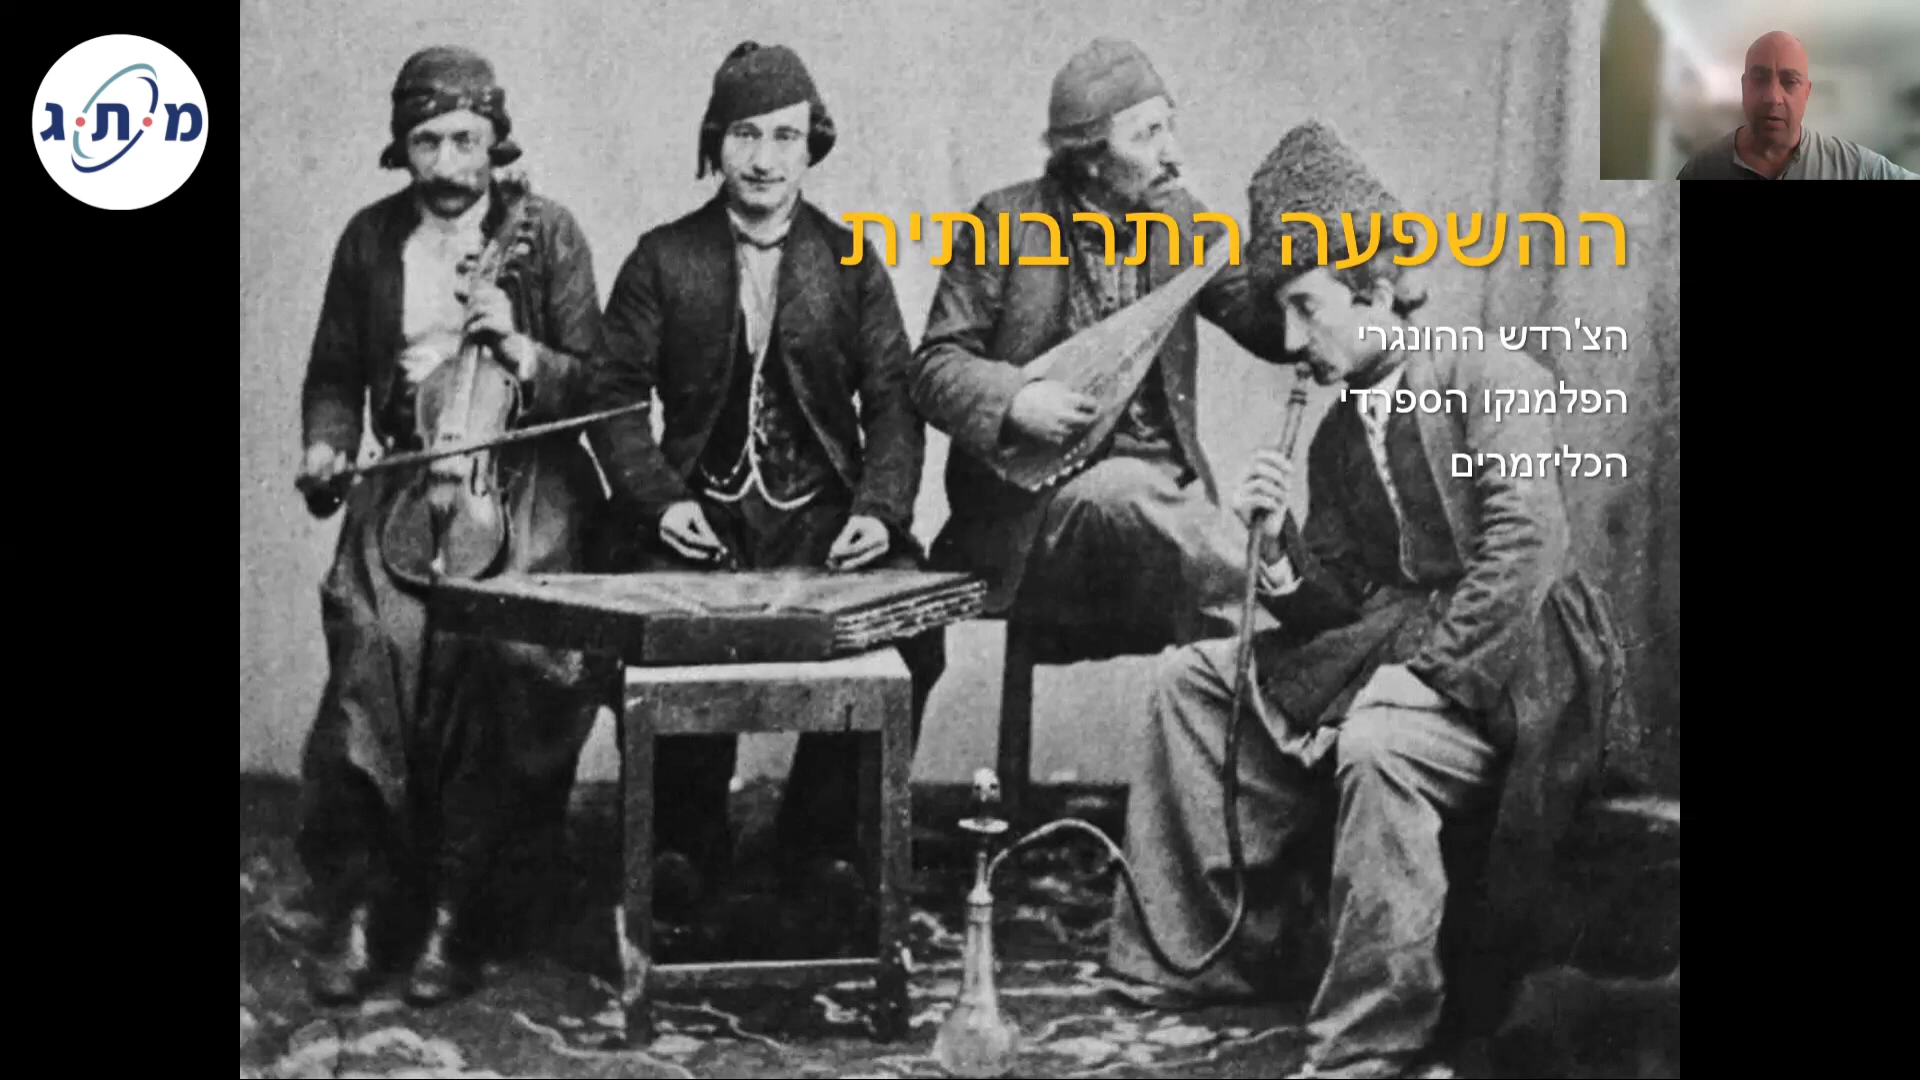 מ.ת.ג
ההשפעה התרבותית
הצ'רדש ההונגרי
הפלמנקו הספרדי
הכליזמרים